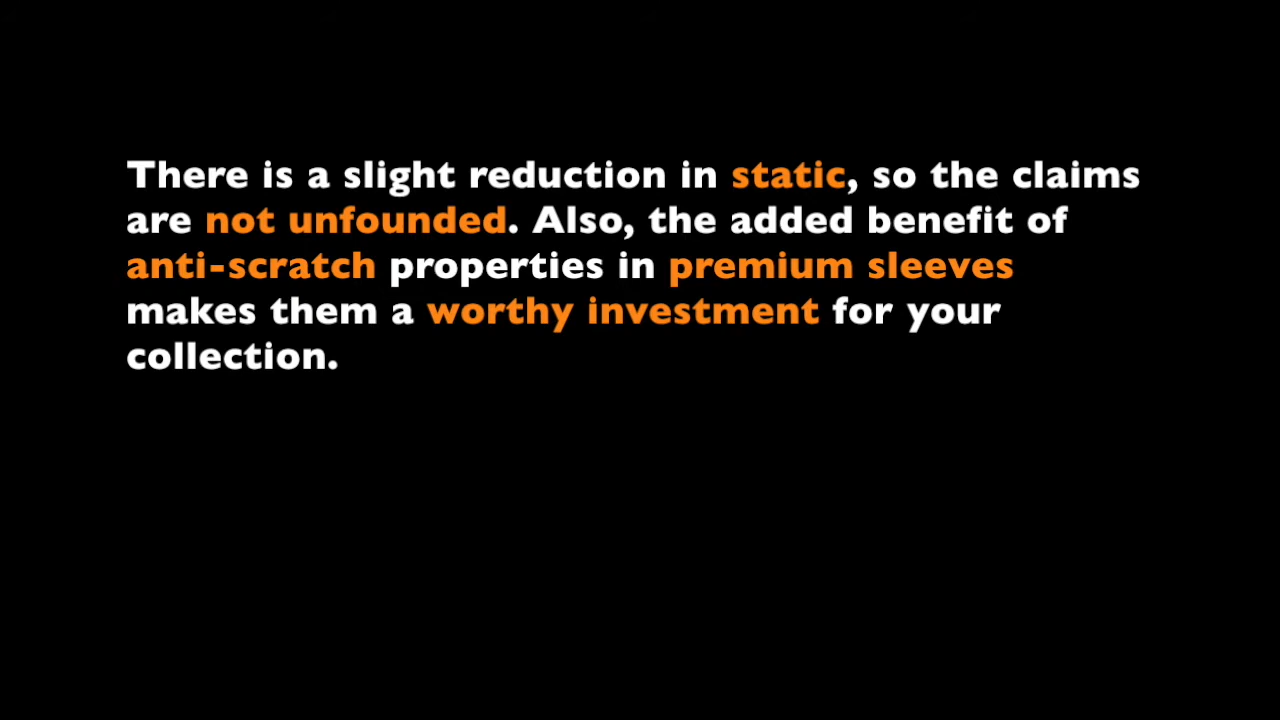 There is a slight reduction in static, so the claims
are not unfounded. Also, the added benefit of
anti-scratch properties in premium sleeves
makes them a worthy investment for your
collection.